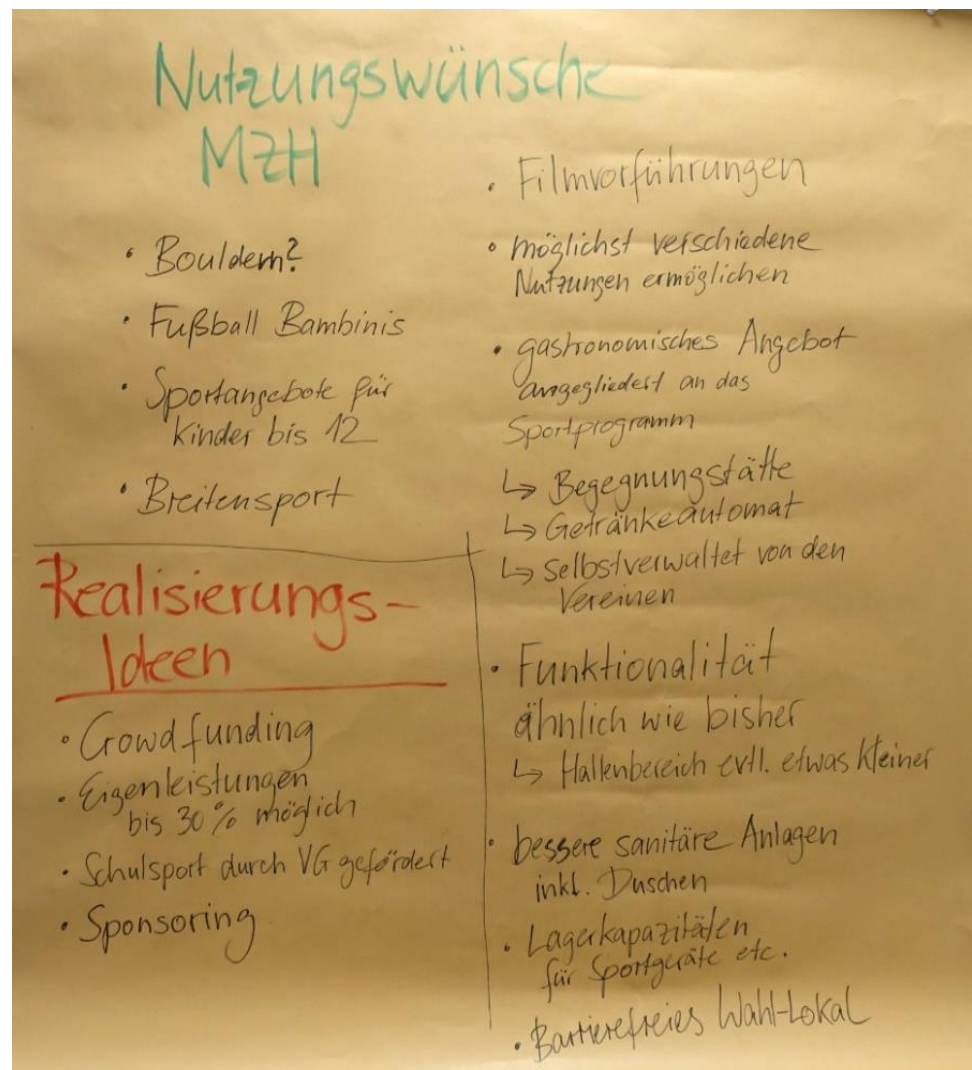 Nutzungswünsche
MZH
• Bouldern?
• Fußball Bambinis
• Sportangebote für
Kinder bis 12
• Breitensport
• Filmvorführungen
• möglichst verschiedene
Nutzungen ermöglichen
• gastronomisches Angebot
angegliedert an das
Sportprogramm
↳ Begegnungstätte
↳ Getränkeautomat
↳ Selbstverwaltet von den
Vereinen
• Funktionalität
ähnlich wie bisher
↳ Hallenbereich evtl. etwas kleiner
• bessere sanitäre Anlagen
inkl. Duschen
• Lagerkapazitäten
für Sportgeräte etc.
• Barrierefreies Wahl-Lokal
Realisierungs-
Ideen
• Crowdfunding
• Eigenleistungen
bis 30% möglich
• Schulsport durch VG gefördert
• Sponsoring